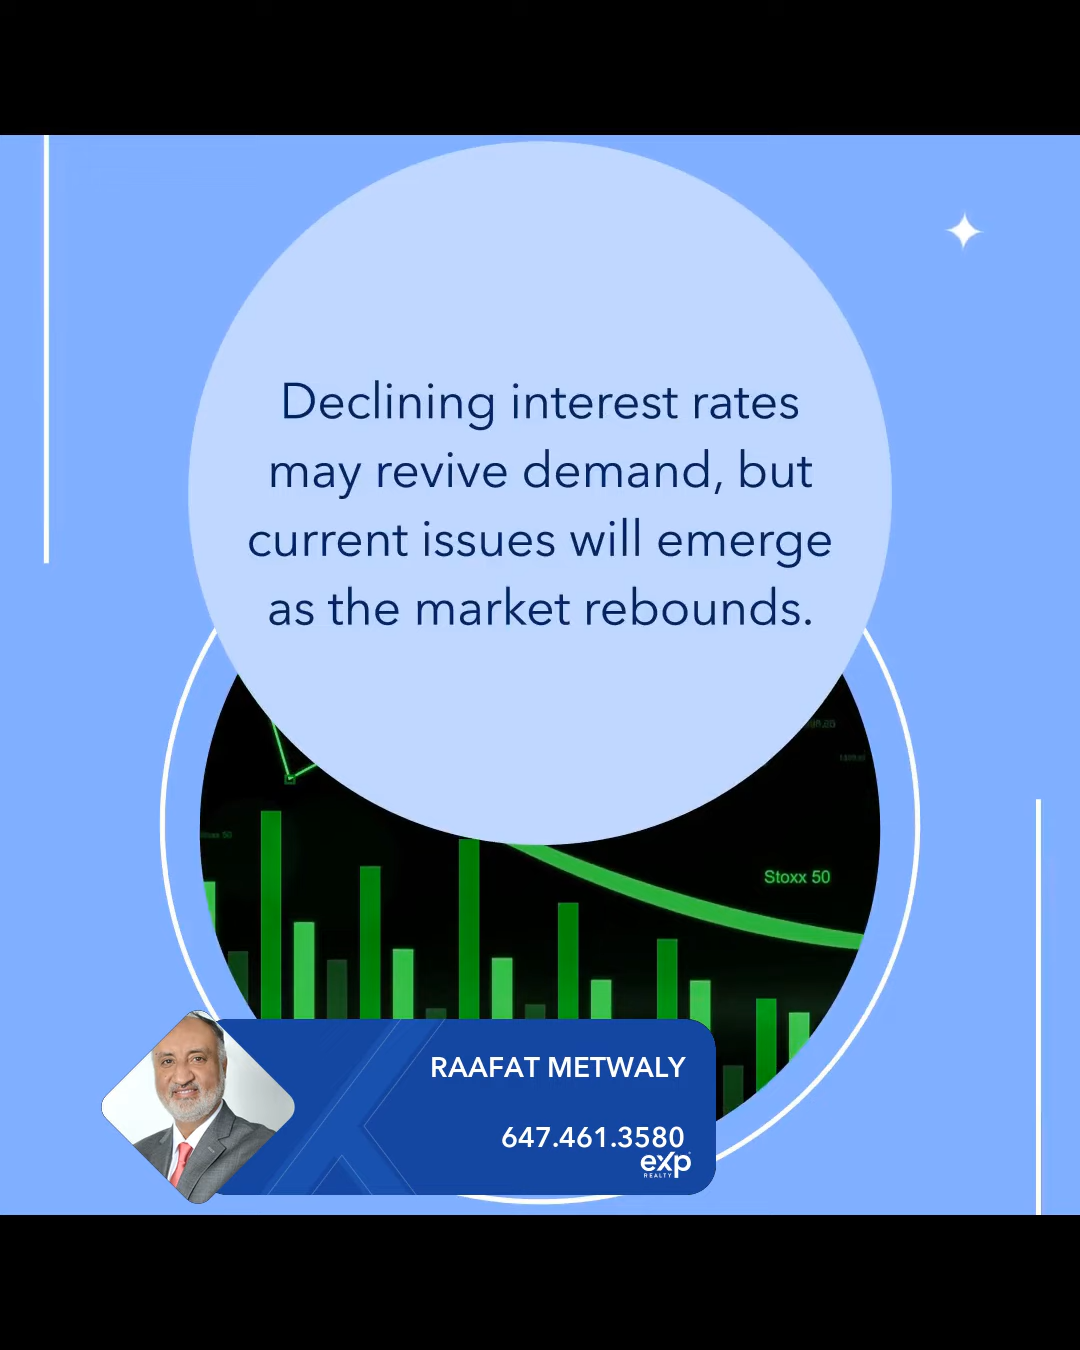 Declining interest rates
may revive demand, but
current issues will emerge
as the market rebounds.
Stoxx 50
RAAFAT METWALY
647.461.3580
exp
REALTY